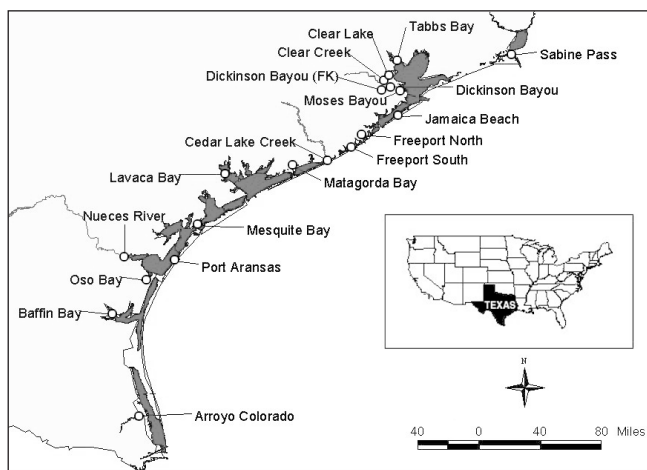 Tabbs Bay
Clear Lake
Clear Creek
Sabine Pass
Dickinson Bayou (FK)
Dickinson Bayou
Moses Bayou
Jamaica Beach
Freeport North
Cedar Lake Creek
Freeport South
Lavaca Bay
Matagorda Bay
Nueces River
Mesquite Bay
Port Aransas
Oso Bay
Baffin Bay
TEXAS
N
Arroyo Colorado
40 0 40 80 Miles